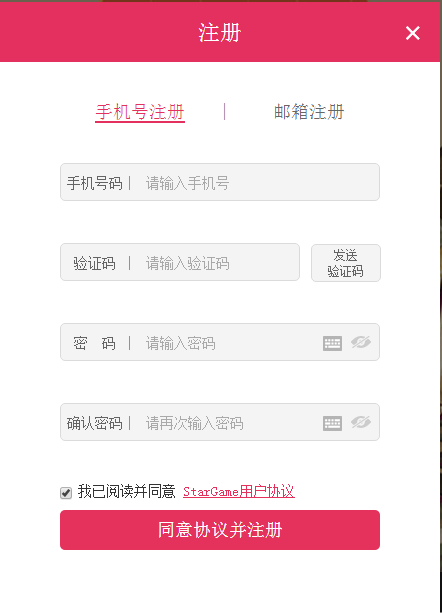 注册
手机号注册 | 邮箱注册
手机号码 | 请输入手机号
验证码 | 请输入验证码
发送
验证码
密 码 | 请输入密码
确认密码 | 请再次输入密码
我已阅读并同意 StarGame用户协议
同意协议并注册